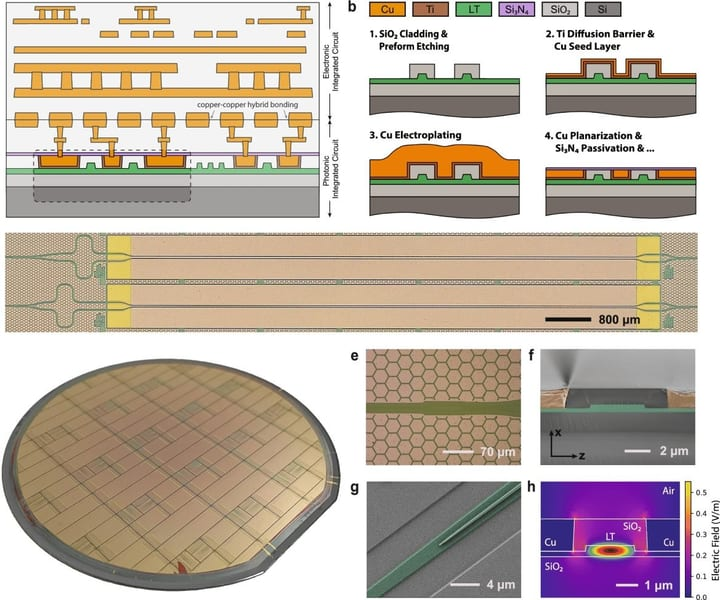 Electronic
Integrated Circuit
copper-copper hybrid bonding
Photonic
Integrated Circuit
b
Cu
Ti
LT
Si₃N₄
SiO₂
Si
1. SiO₂ Cladding &
Preform Etching
2. Ti Diffusion Barrier &
Cu Seed Layer
3. Cu Electroplating
4. Cu Planarization &
Si₃N₄ Passivation & ...
800 µm
e
70 µm
f
x
z
2 µm
g
4 µm
h
Air
SiO₂
LT
Cu
Cu
SiO₂
1 µm
0.5
0.4
0.3
0.2
0.1
0.0
Electric Field (V/m)